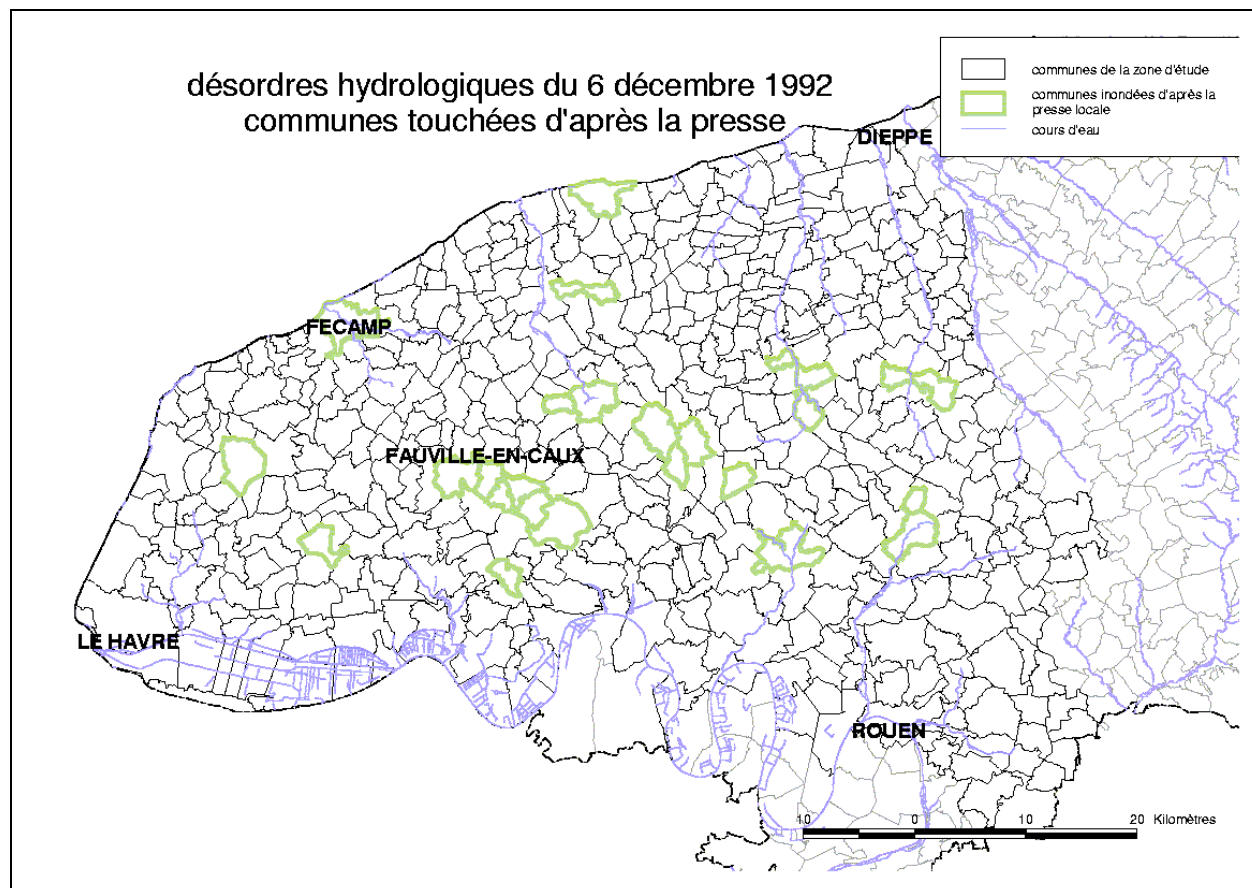 désordres hydrologiques du 6 décembre 1992
communes touchées d'après la presse
communes de la zone d'étude
communes inondées d'après la
presse locale
cours d'eau
DIEPPE
FECAMP
FAUVILLE-EN-CAUX
LE HAVRE
ROUEN
10 0 10 20 Kilomètres